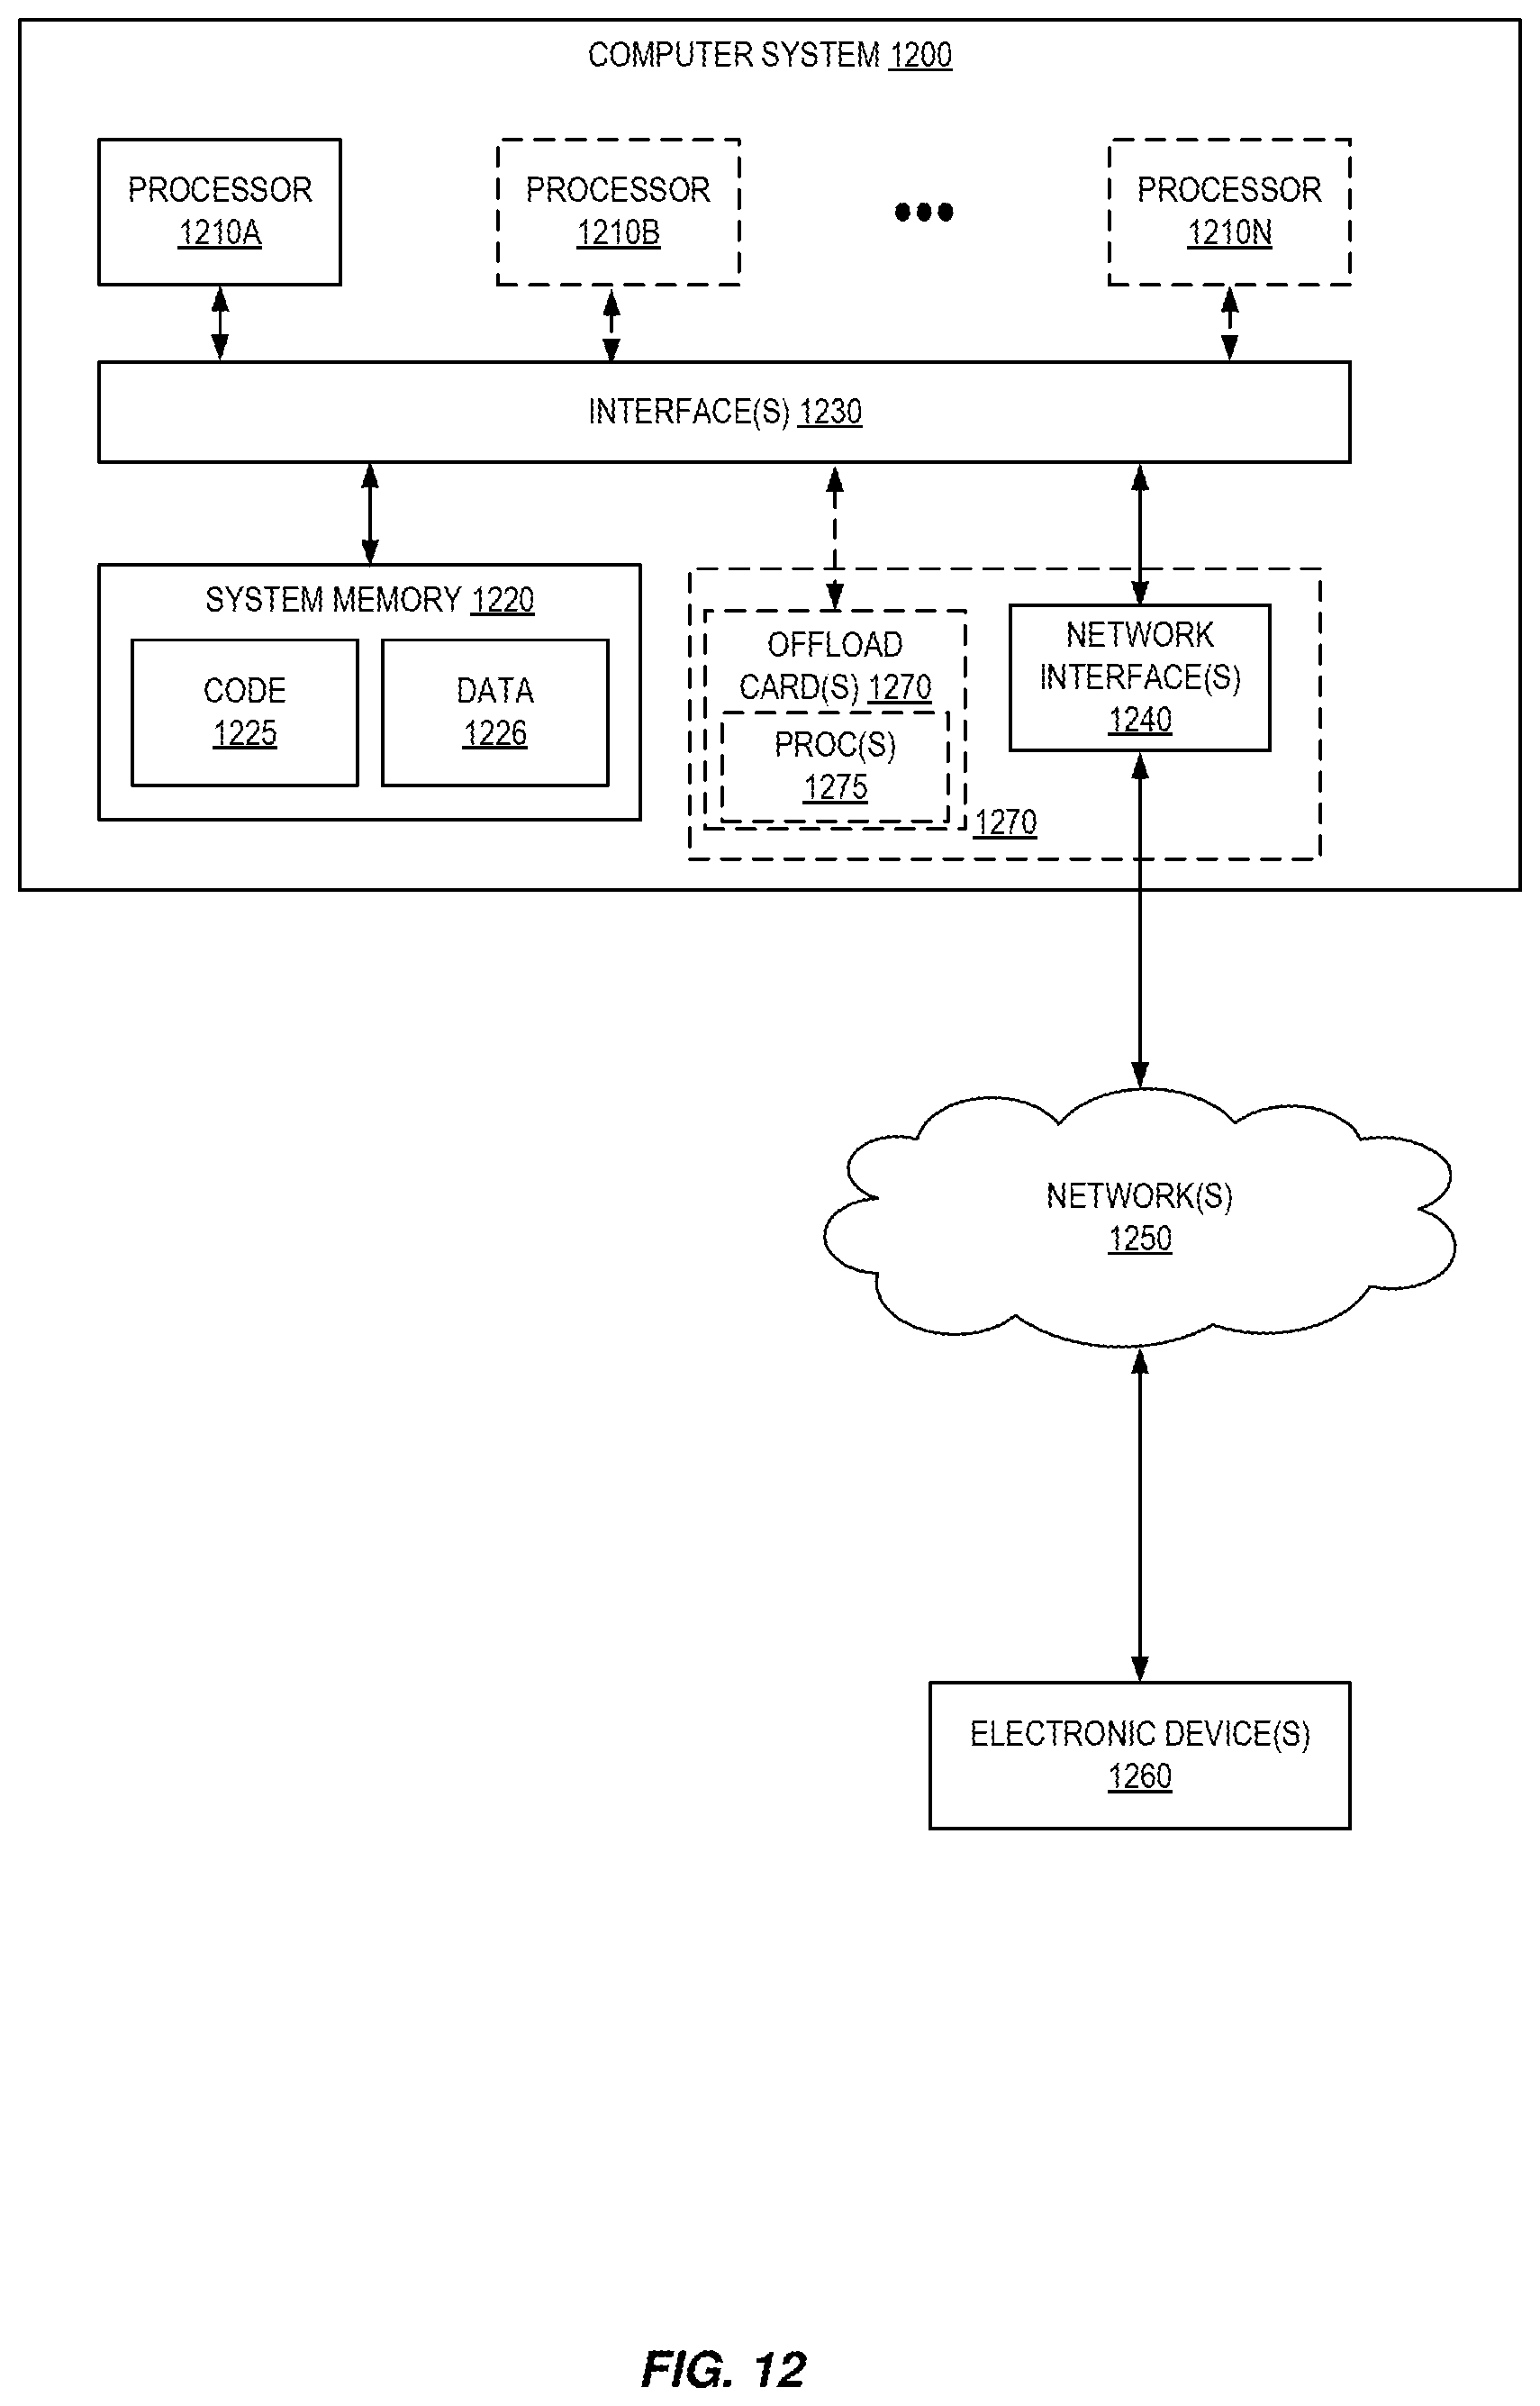 COMPUTER SYSTEM 1200
PROCESSOR
1210A
PROCESSOR
1210B
PROCESSOR
1210N
INTERFACE(S) 1230
SYSTEM MEMORY 1220
CODE
1225
DATA
1226
OFFLOAD
CARD(S) 1270
PROC(S)
1275
1270
NETWORK
INTERFACE(S)
1240
NETWORK(S)
1250
ELECTRONIC DEVICE(S)
1260
FIG. 12